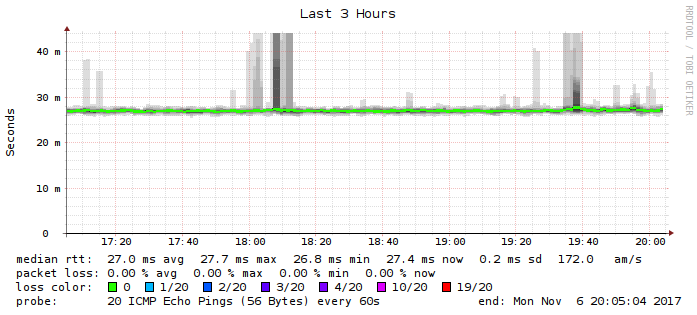 Last 3 Hours
RRDTOOL / TOBI OETIKER
Seconds
40 m
30 m
20 m
10 m
0
17:20 17:40 18:00 18:20 18:40 19:00 19:20 19:40 20:00
median rtt: 27.0 ms avg 27.7 ms max 26.8 ms min 27.4 ms now 0.2 ms sd 172.0 am/s
packet loss: 0.00 % avg 0.00 % max 0.00 % min 0.00 % now
loss color: 0 1/20 2/20 3/20 4/20 10/20 19/20
probe: 20 ICMP Echo Pings (56 Bytes) every 60s end: Mon Nov 6 20:05:04 2017